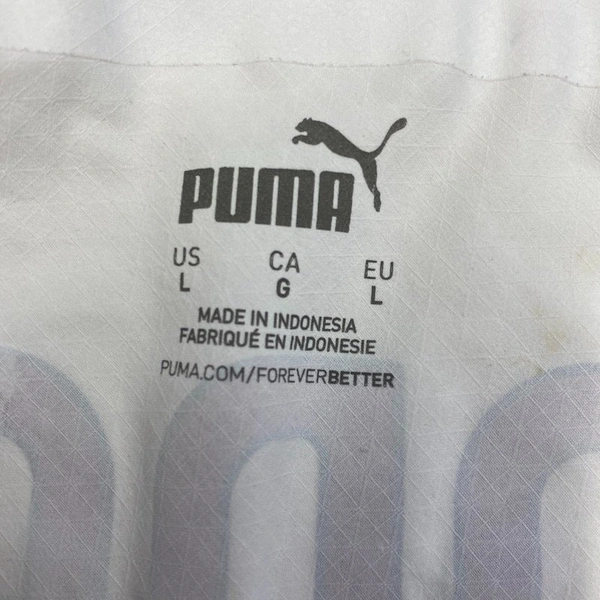 PUMA
US CA EU
L G L
MADE IN INDONESIA
FABRIQUÉ EN INDONESIE
PUMA.COM/FOREVERBETTER